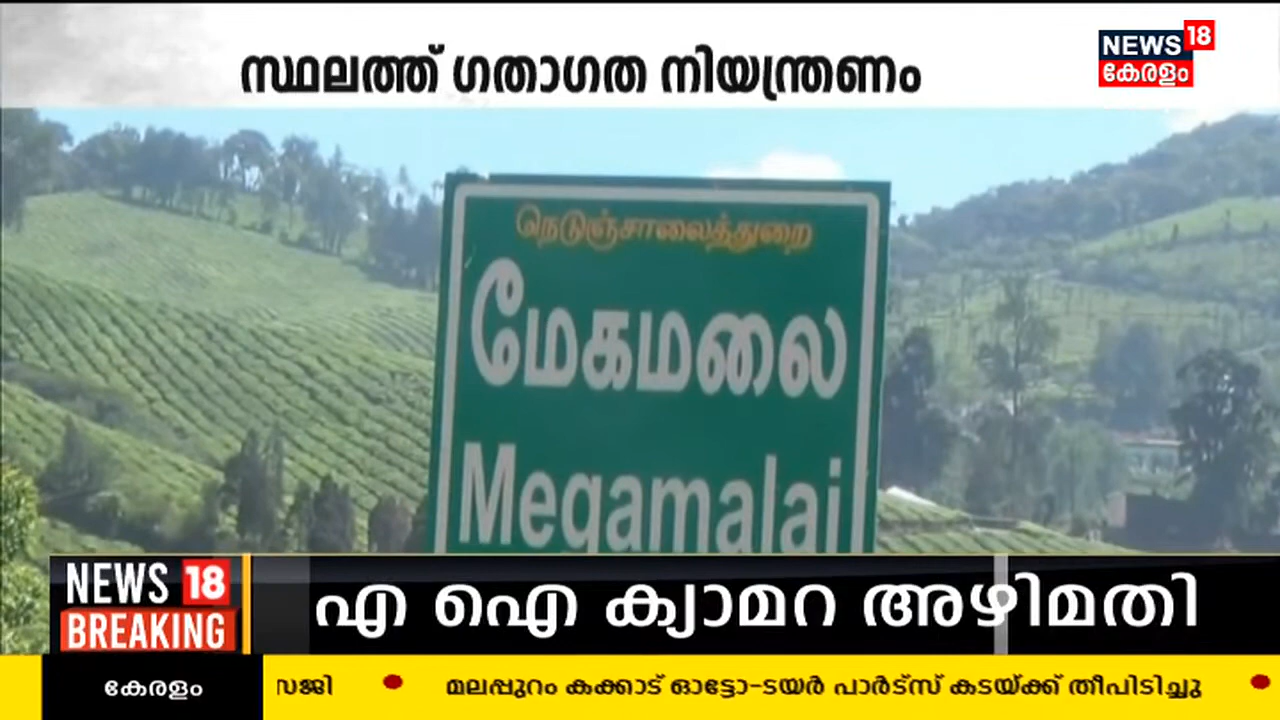 സ്ഥലത്ത് ഗതാഗത നിയന്ത്രണം
NEWS 18
കേരളം
நெடுஞ்சாலைத்துறை
மேகமலை
Megamalai
NEWS 18
BREAKING
എ ഐ ക്യാമറ അഴിമതി
കേരളം
സജി • മലപ്പുറം കക്കാട് ഓട്ടോ-ടയർ പാർട്സ് കടയ്ക്ക് തീപിടിച്ചു •